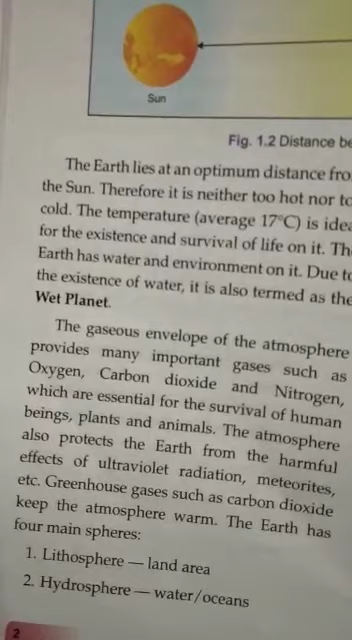 Sun
Fig. 1.2 Distance
The Earth lies at an optimum distance
the Sun. Therefore it is neither too hot nor
cold. The temperature (average 17°C) is
for the existence and survival of life on it.
Earth has water and environment on it. Due
the existence of water, it is also termed as the
Wet Planet.
The gaseous envelope of the atmosphere
provides many important gases such as
Oxygen, Carbon dioxide and Nitrogen,
which are essential for the survival of human
beings, plants and animals. The atmosphere
also protects the Earth from the harmful
effects of ultraviolet radiation, meteorites,
etc. Greenhouse gases such as carbon dioxide
keep the atmosphere warm. The Earth has
four main spheres:
1. Lithosphere — land area
2. Hydrosphere — water/oceans
2